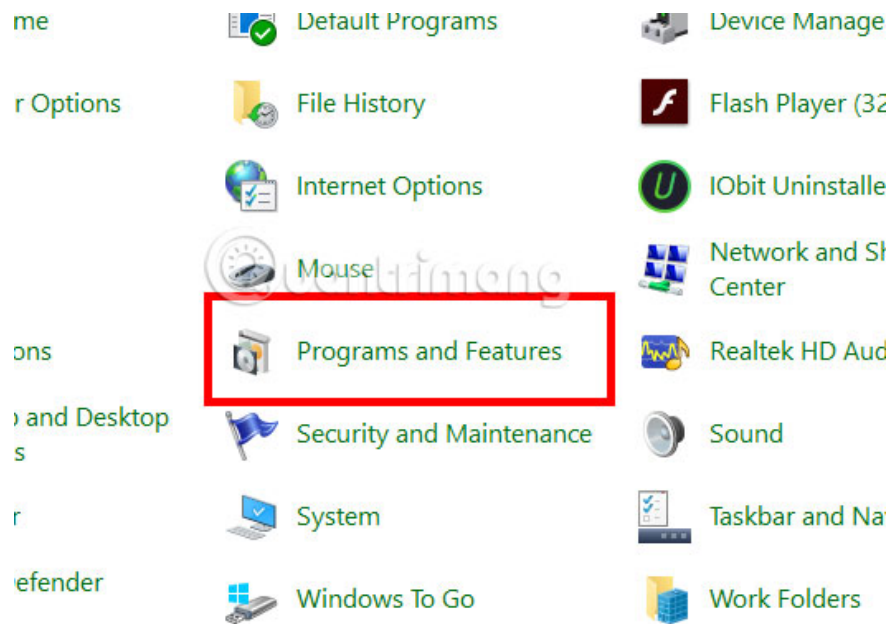 me
Default Programs
Device Manage
r Options
File History
Flash Player (32
Internet Options
IObit Uninstalle
Mouse
Quantrimang
Network and Sh
Center
ons
Programs and Features
Realtek HD Aud
and Desktop
s
Security and Maintenance
Sound
r
System
Taskbar and Na
efender
Windows To Go
Work Folders